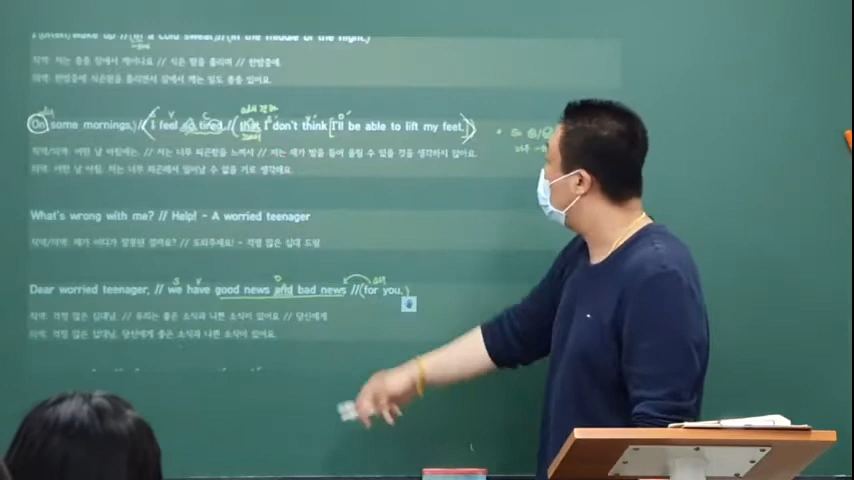 wake up // (in a cold sweat,) // (in the middle of the night.)
직역: 저는 종종 잠에서 깨어나요 // 식은 땀을 흘리며 // 한밤중에.
의역: 한밤중에 식은땀을 흘리면서 잠에서 깨는 일도 종종 있어요.
On some mornings,) // I feel so tired // (that I don't think [I'll be able to lift my feet.]
직역/의역: 어떤 날 아침에는, // 저는 너무 피곤함을 느껴서 // 저는 제가 발을 들어 올릴 수 있을 것을 생각하지 않아요.
의역: 어떤 날 아침, 저는 너무 피곤해서 일어날 수 없을 거로 생각해요.
What's wrong with me? // Help! - A worried teenager
직역/의역: 제가 어디가 잘못된 걸까요? // 도와주세요! - 걱정 많은 십대 드림
S V O
Dear worried teenager, // we have good news and bad news // (for you.)
직역: 걱정 많은 십대님, // 우리는 좋은 소식과 나쁜 소식이 있어요 // 당신에게
의역: 걱정 많은 십대님, 당신에게 좋은 소식과 나쁜 소식이 있어요.